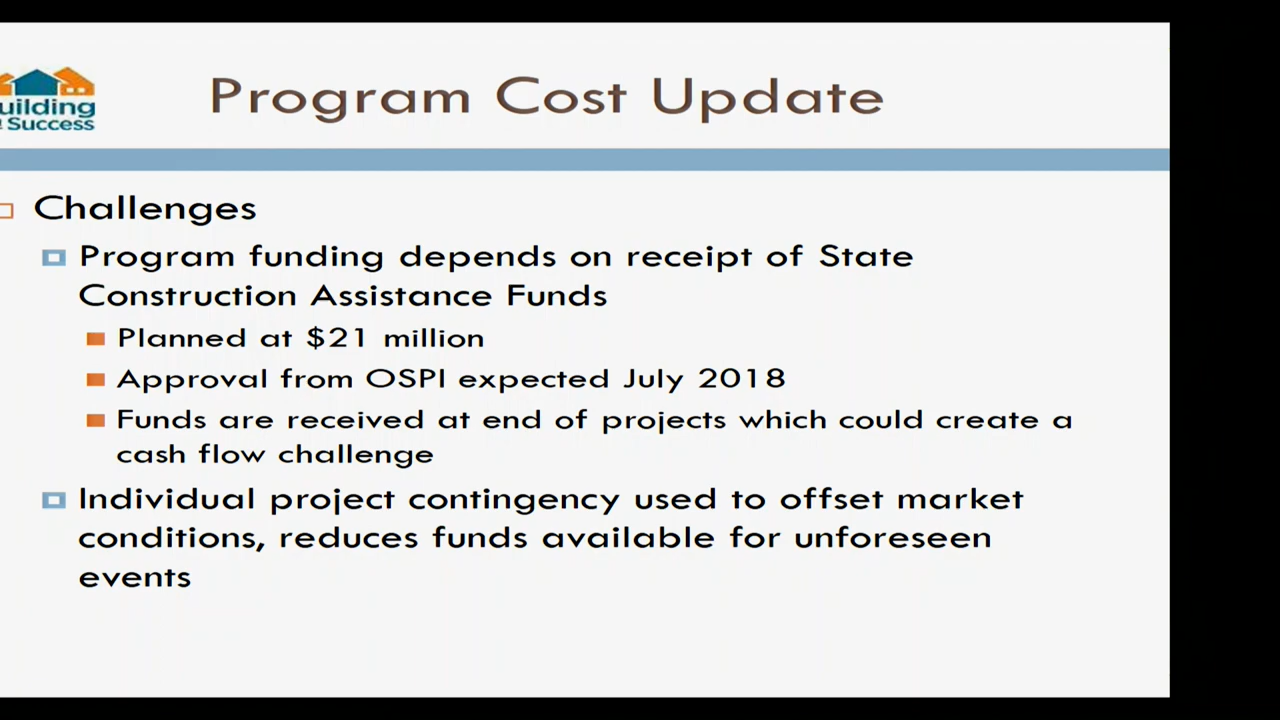 uilding
Success
Program Cost Update
Challenges
Program funding depends on receipt of State
Construction Assistance Funds
Planned at $21 million
Approval from OSPI expected July 2018
Funds are received at end of projects which could create a
cash flow challenge
Individual project contingency used to offset market
conditions, reduces funds available for unforeseen
events